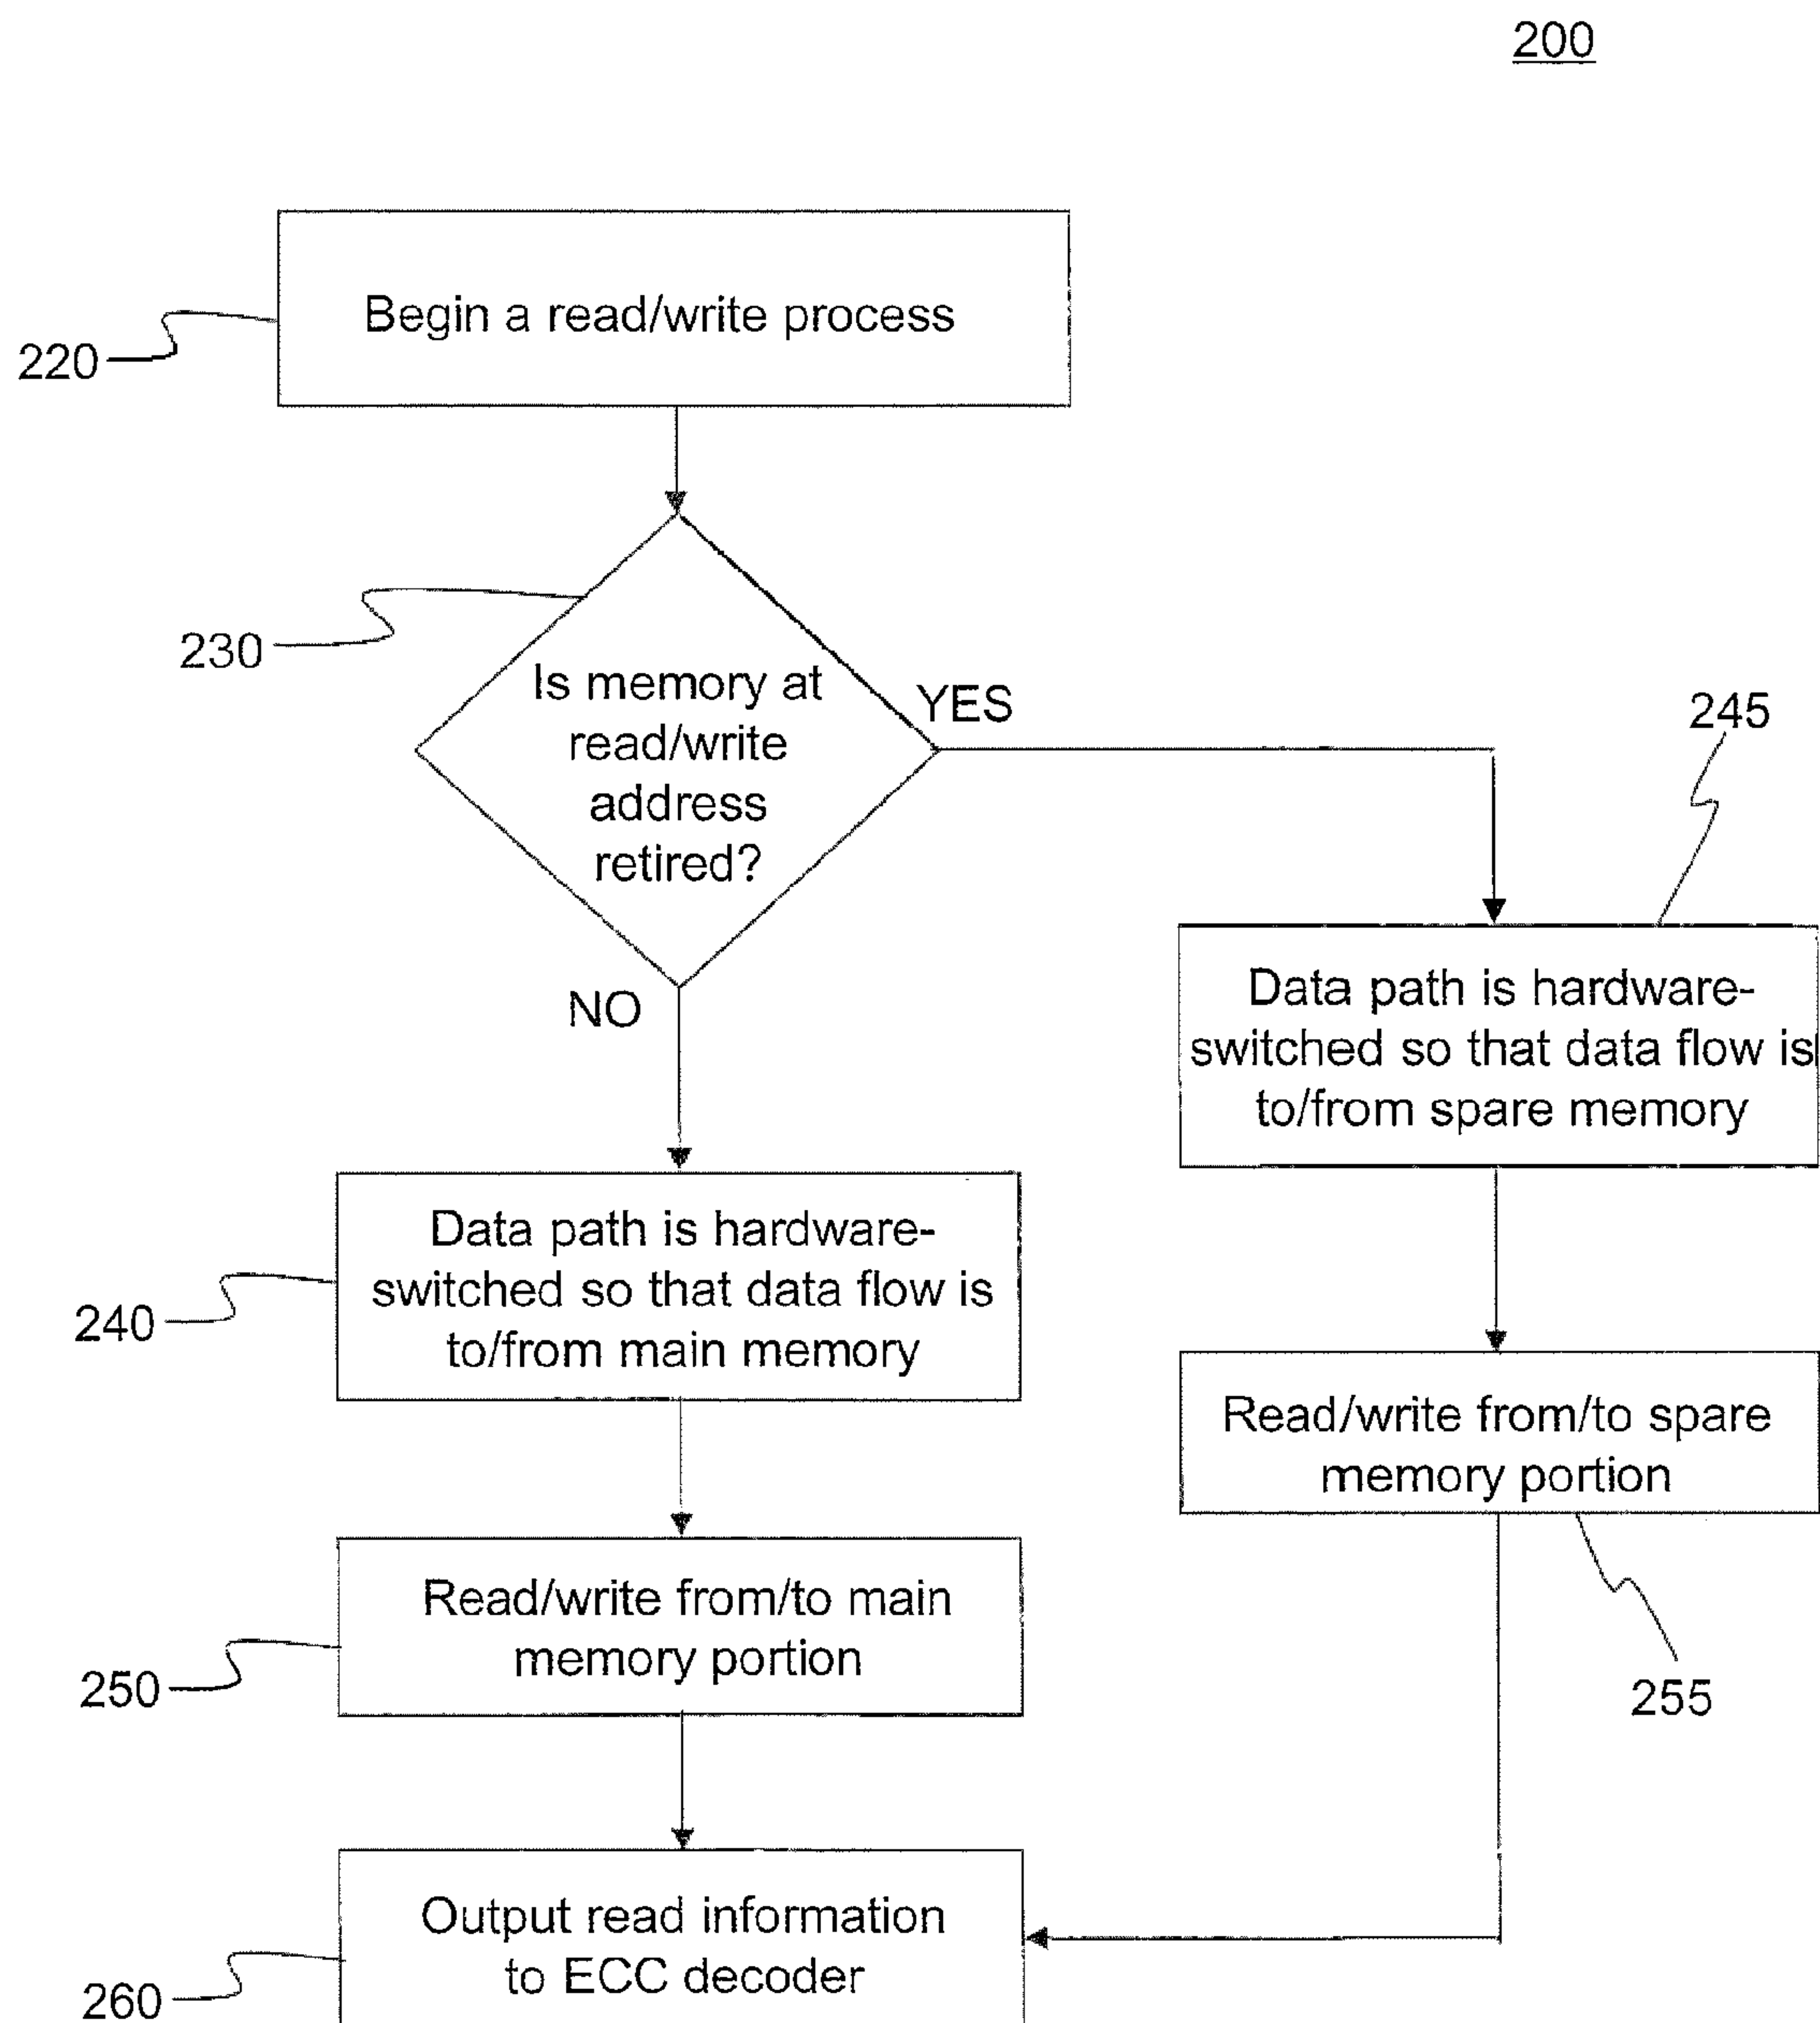 200
Begin a read/write process
220
230
Is memory at
read/write
address
retired?
YES
245
NO
Data path is hardware-
switched so that data flow is
to/from spare memory
Data path is hardware-
switched so that data flow is
to/from main memory
240
Read/write from/to spare
memory portion
Read/write from/to main
memory portion
250
255
Output read information
to ECC decoder
260